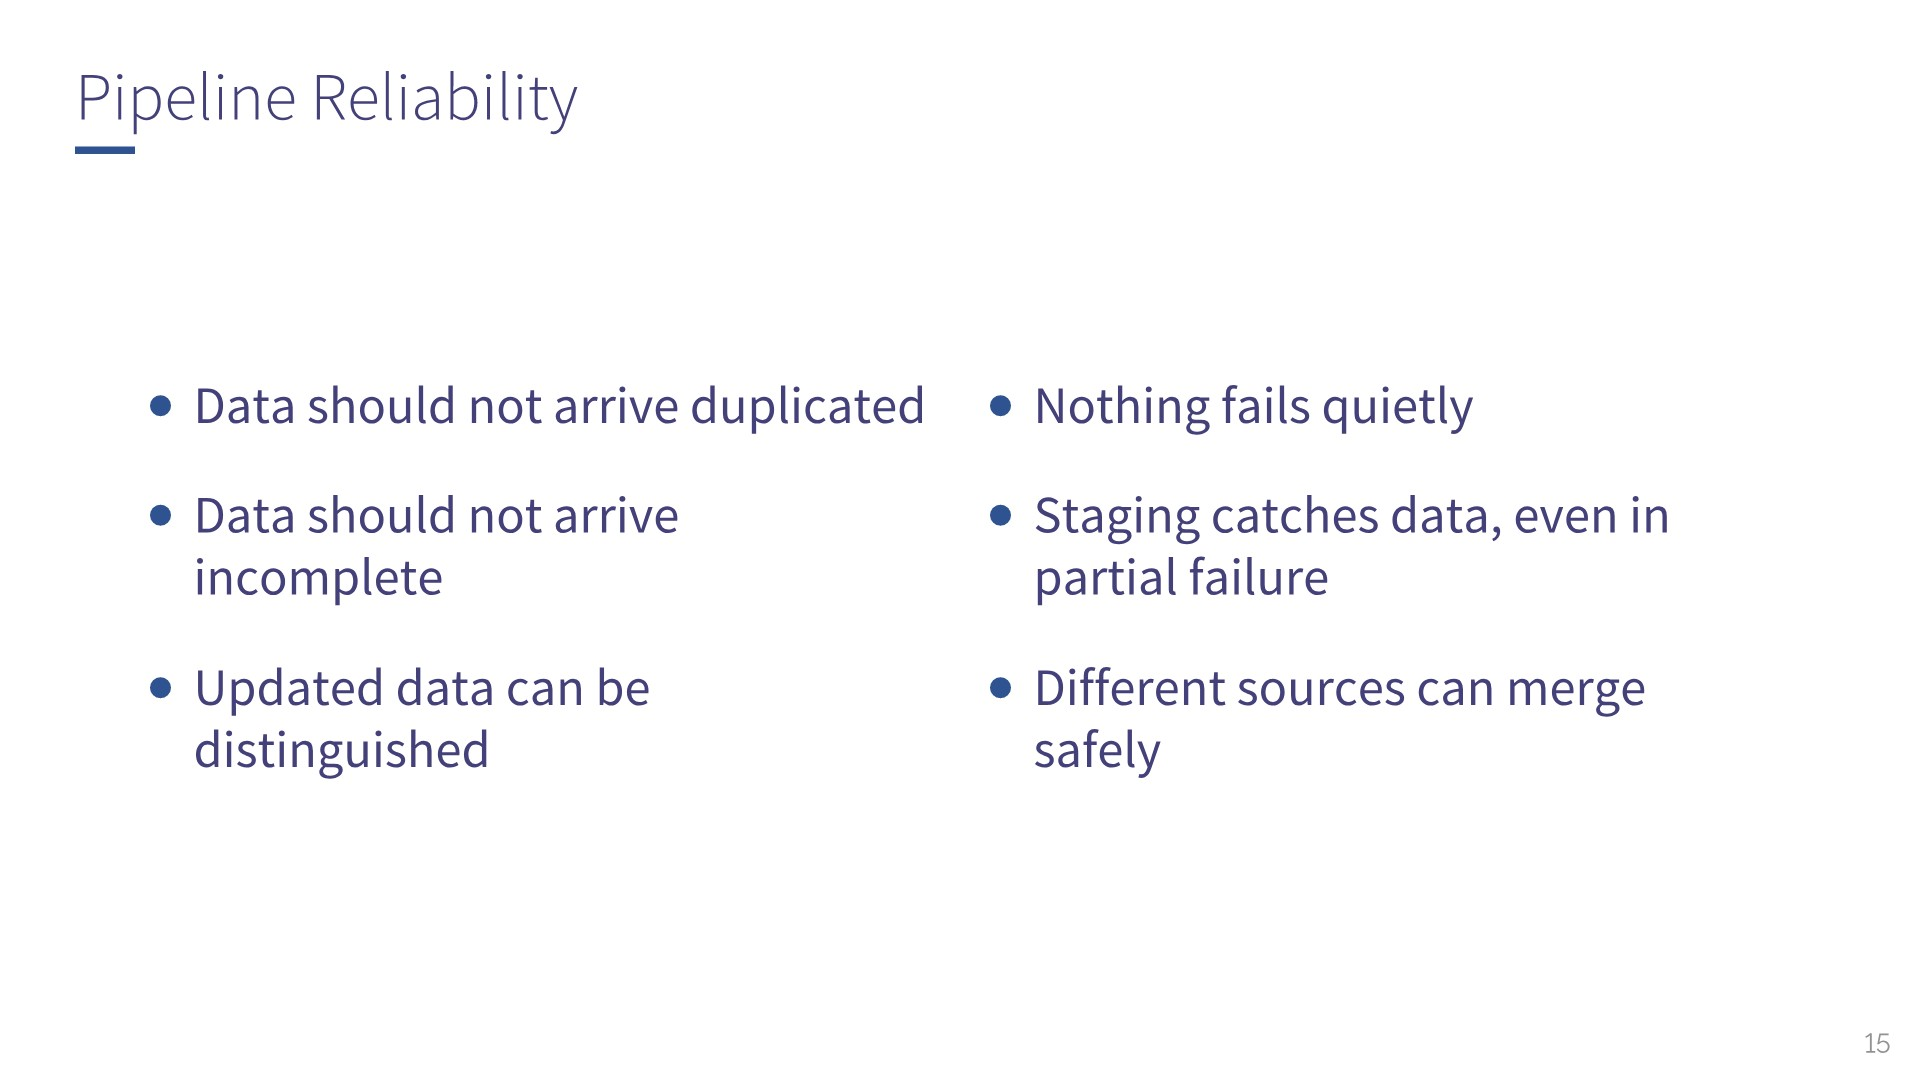 Pipeline Reliability
Data should not arrive duplicated
Data should not arrive
incomplete
Updated data can be
distinguished
Nothing fails quietly
Staging catches data, even in
partial failure
Different sources can merge
safely
15